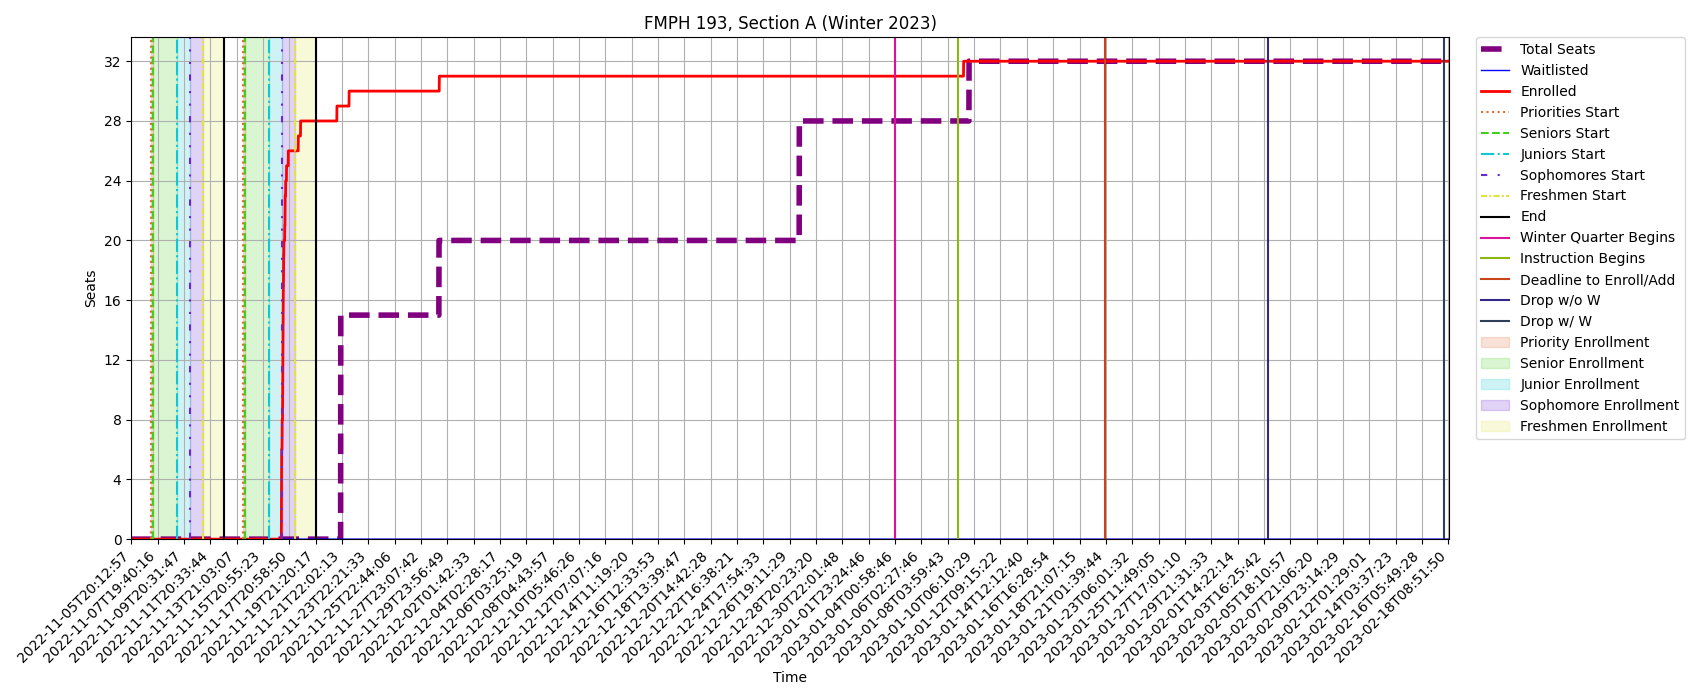 FMPH 193, Section A (Winter 2023)
Seats
32
28
24
20
16
12
8
4
0
2022-11-05T20:12:57
2022-11-07T19:40:16
2022-11-09T20:31:47
2022-11-11T20:33:44
2022-11-13T21:03:07
2022-11-15T20:55:23
2022-11-17T20:58:50
2022-11-19T21:20:17
2022-11-21T22:02:13
2022-11-23T22:21:33
2022-11-25T22:44:06
2022-11-27T23:07:42
2022-11-29T23:56:49
2022-12-02T01:42:33
2022-12-04T02:28:17
2022-12-06T03:25:19
2022-12-08T04:43:57
2022-12-10T05:46:26
2022-12-12T07:07:16
2022-12-14T11:19:20
2022-12-16T12:33:53
2022-12-18T13:39:47
2022-12-20T14:42:28
2022-12-22T16:38:21
2022-12-24T17:54:33
2022-12-26T19:11:29
2022-12-28T20:23:20
2022-12-30T22:01:48
2023-01-01T23:24:46
2023-01-04T00:58:46
2023-01-06T02:27:46
2023-01-08T03:59:43
2023-01-10T06:10:29
2023-01-12T09:15:22
2023-01-14T12:12:40
2023-01-16T16:28:54
2023-01-18T21:07:15
2023-01-21T01:39:44
2023-01-23T06:01:32
2023-01-25T11:49:05
2023-01-27T17:01:10
2023-01-29T21:31:33
2023-02-01T14:22:14
2023-02-03T16:25:42
2023-02-05T18:10:57
2023-02-07T21:06:20
2023-02-09T23:14:29
2023-02-12T01:29:01
2023-02-14T03:37:23
2023-02-16T05:49:28
2023-02-18T08:51:50
Time
Total Seats
Waitlisted
Enrolled
Priorities Start
Seniors Start
Juniors Start
Sophomores Start
Freshmen Start
End
Winter Quarter Begins
Instruction Begins
Deadline to Enroll/Add
Drop w/o W
Drop w/ W
Priority Enrollment
Senior Enrollment
Junior Enrollment
Sophomore Enrollment
Freshmen Enrollment